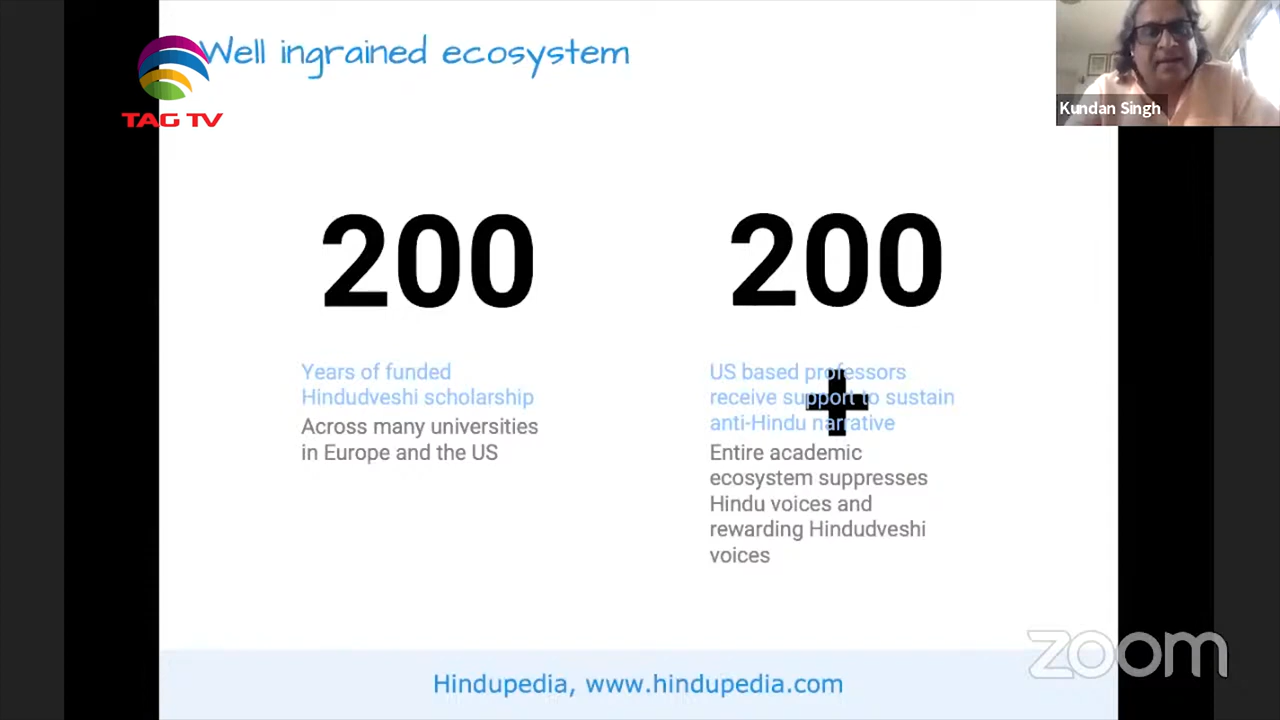 Well ingrained ecosystem
TAG TV
Kundan Singh
200
Years of funded
Hindudveshi scholarship
Across many universities
in Europe and the US
200
+
US based professors
receive support to sustain
anti-Hindu narrative
Entire academic
ecosystem suppresses
Hindu voices and
rewarding Hindudveshi
voices
zoom
Hindupedia, www.hindupedia.com